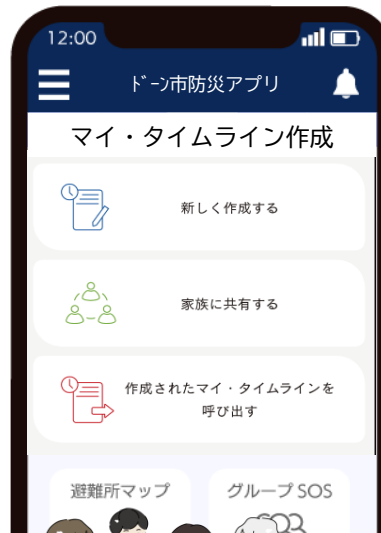 12:00
ドーン市防災アプリ
マイ・タイムライン作成
新しく作成する
家族に共有する
作成されたマイ・タイムラインを
呼び出す
避難所マップ
グループSOS